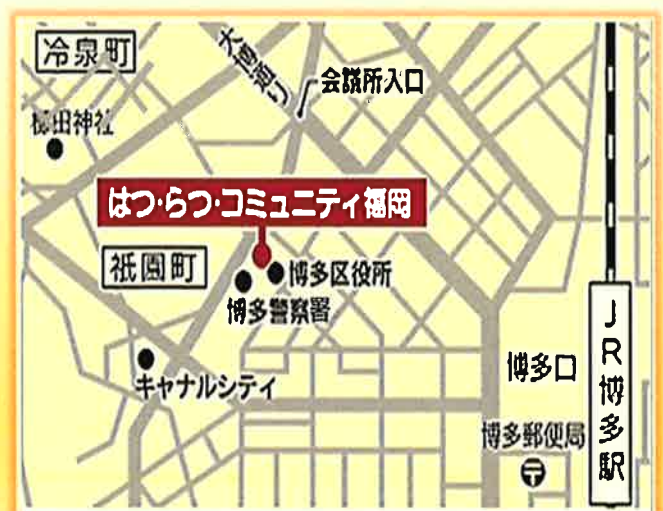 冷泉町
大博通り
会議所入口
櫛田神社
はつ・らつ・コミュニティ福岡
祇園町
博多区役所
博多警察署
キャナルシティ
博多口
JR博多駅
博多郵便局
〒